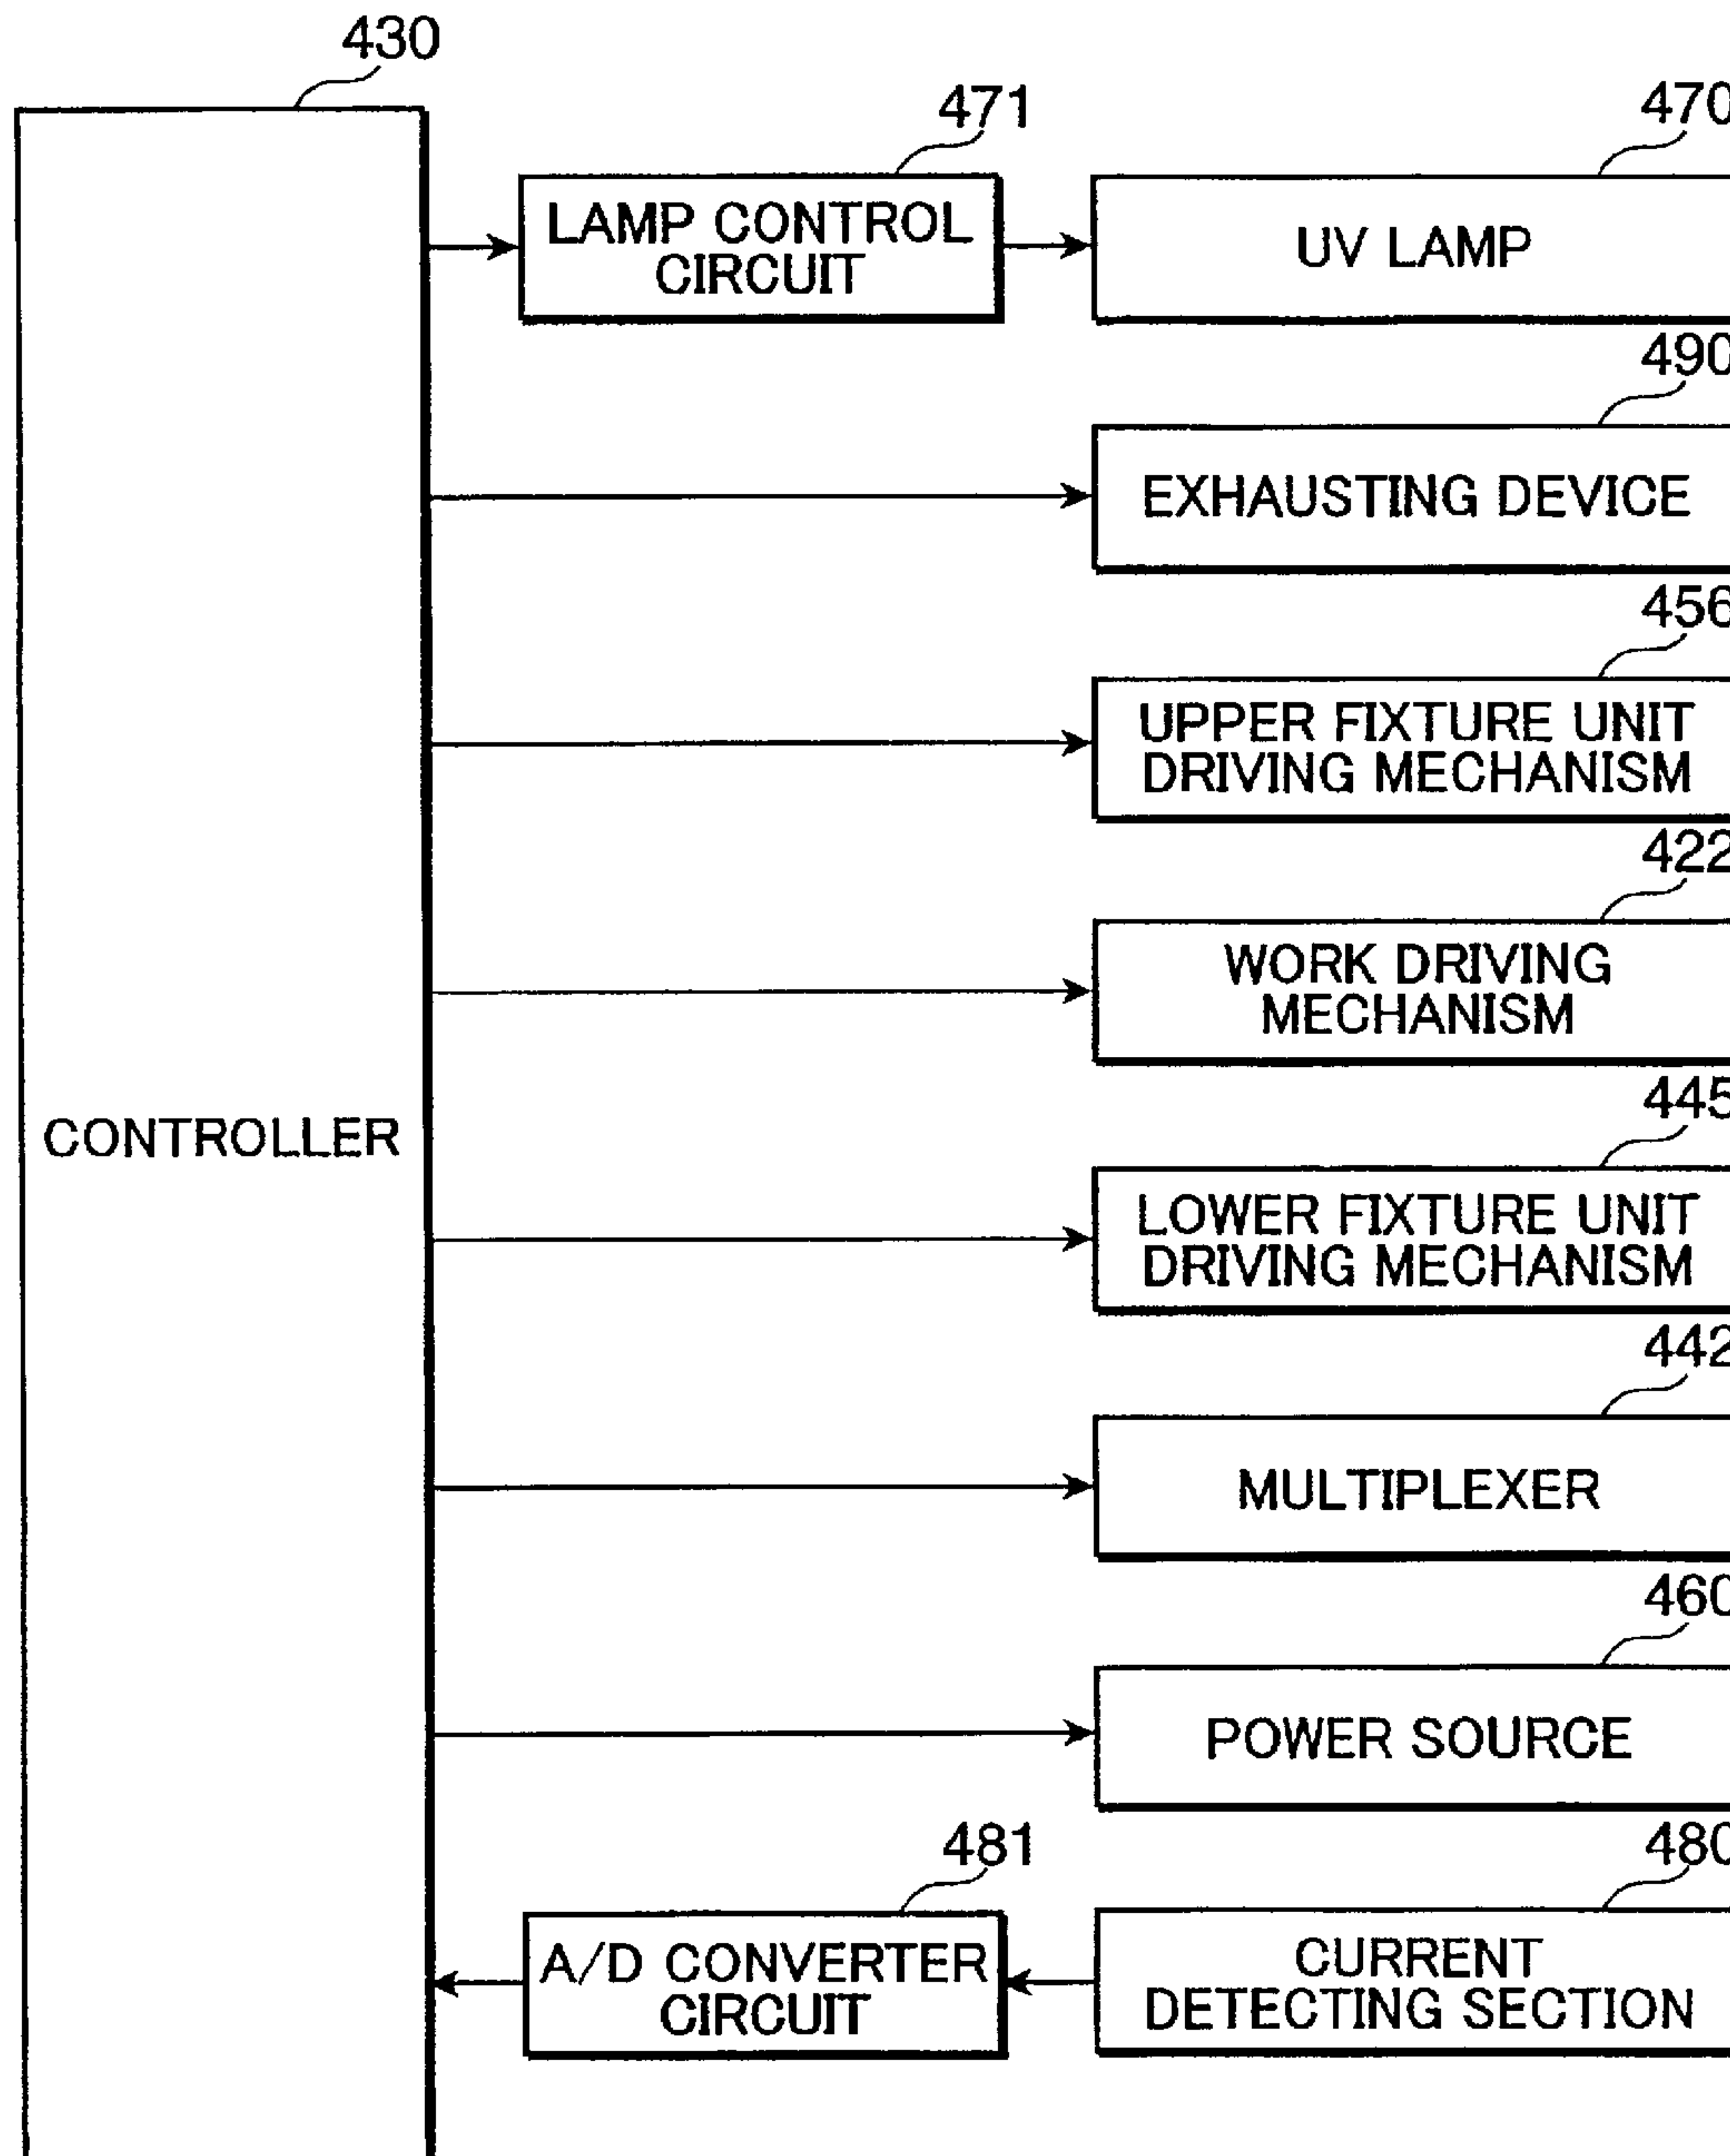 430
471
470
LAMP CONTROL
CIRCUIT
UV LAMP
490
EXHAUSTING DEVICE
456
UPPER FIXTURE UNIT
DRIVING MECHANISM
422
WORK DRIVING
MECHANISM
445
CONTROLLER
LOWER FIXTURE UNIT
DRIVING MECHANISM
442
MULTIPLEXER
460
POWER SOURCE
481
480
A/D CONVERTER
CIRCUIT
CURRENT
DETECTING SECTION